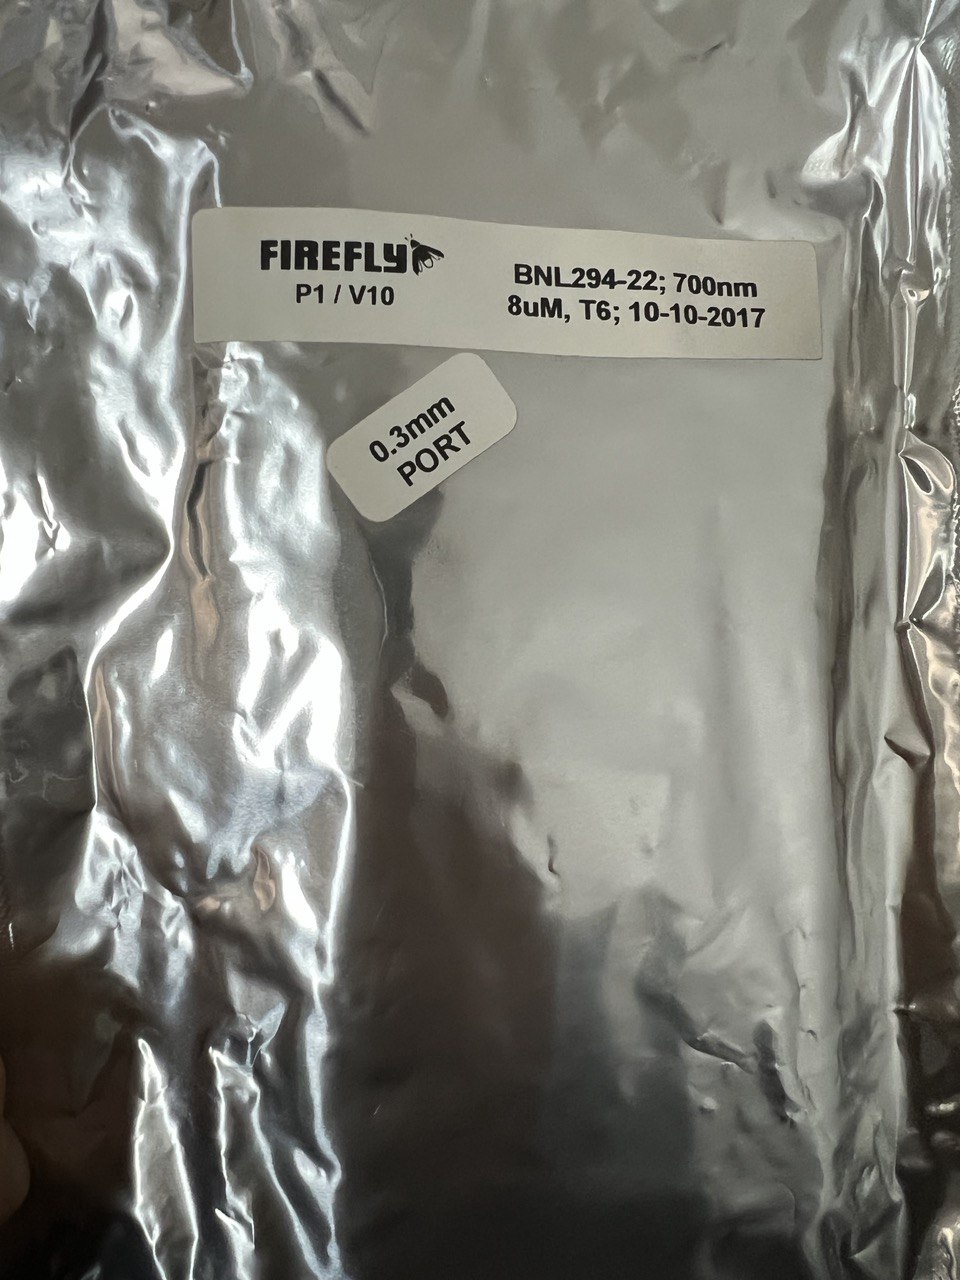 FIREFLY
P1 / V10
BNL294-22; 700nm
8uM, T6; 10-10-2017
0.3mm
PORT